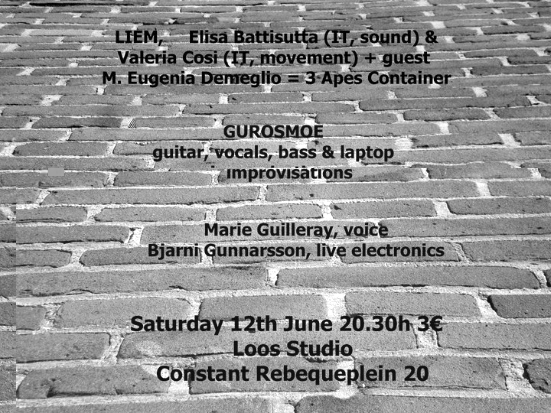 LIEM, Elisa Battisutta (IT, sound) &
Valeria Cosi (IT, movement) + guest
M. Eugenia Demeglio = 3 Apes Container
GUROSMOE
guitar, vocals, bass & laptop
improvisations
Marie Guilleray, voice
Bjarni Gunnarsson, live electronics
Saturday 12th June 20.30h 3€
Loos Studio
Constant Rebequeplein 20